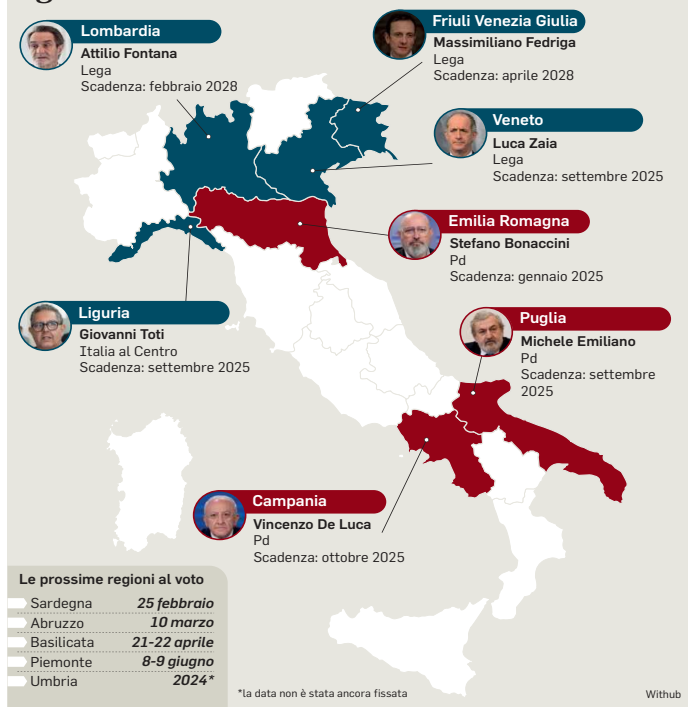 Lombardia
Attilio Fontana
Lega
Scadenza: febbraio 2028
Friuli Venezia Giulia
Massimiliano Fedriga
Lega
Scadenza: aprile 2028
Veneto
Luca Zaia
Lega
Scadenza: settembre 2025
Emilia Romagna
Stefano Bonaccini
Pd
Scadenza: gennaio 2025
Liguria
Giovanni Toti
Italia al Centro
Scadenza: settembre 2025
Puglia
Michele Emiliano
Pd
Scadenza: settembre
2025
Campania
Vincenzo De Luca
Pd
Scadenza: ottobre 2025
Le prossime regioni al voto
Sardegna 25 febbraio
Abruzzo 10 marzo
Basilicata 21-22 aprile
Piemonte 8-9 giugno
Umbria 2024*
*la data non è stata ancora fissata
Withub